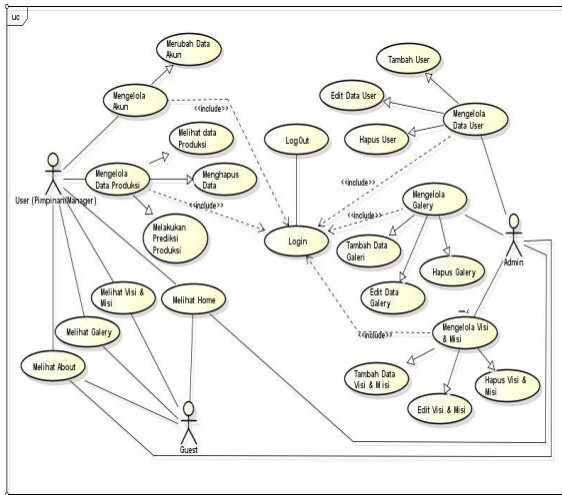 uc
Merubah Data
Akun
Tambah User
Mengelola
Akun
Edit Data User
Mengelola
Data User
<<include>>
Melihat data
Produksi
LogOut
Hapus User
Mengelola
Data Produksi
Menghapus
Data
<<include>>
User (Pimpinan/Manager)
<<include>>
Mengelola
Galery
<<include>>
Melakukan
Prediksi
Produksi
Login
Tambah Data
Galeri
Admin
Hapus Galery
Melihat Visi &
Misi
Melihat Home
Edit Data
Galery
Melihat Galery
<<include>>
Mengelola Visi
& Misi
Melihat About
Tambah Data
Visi & Miisi
Hapus Visi &
Misi
Edit Visi & Misi
Guest